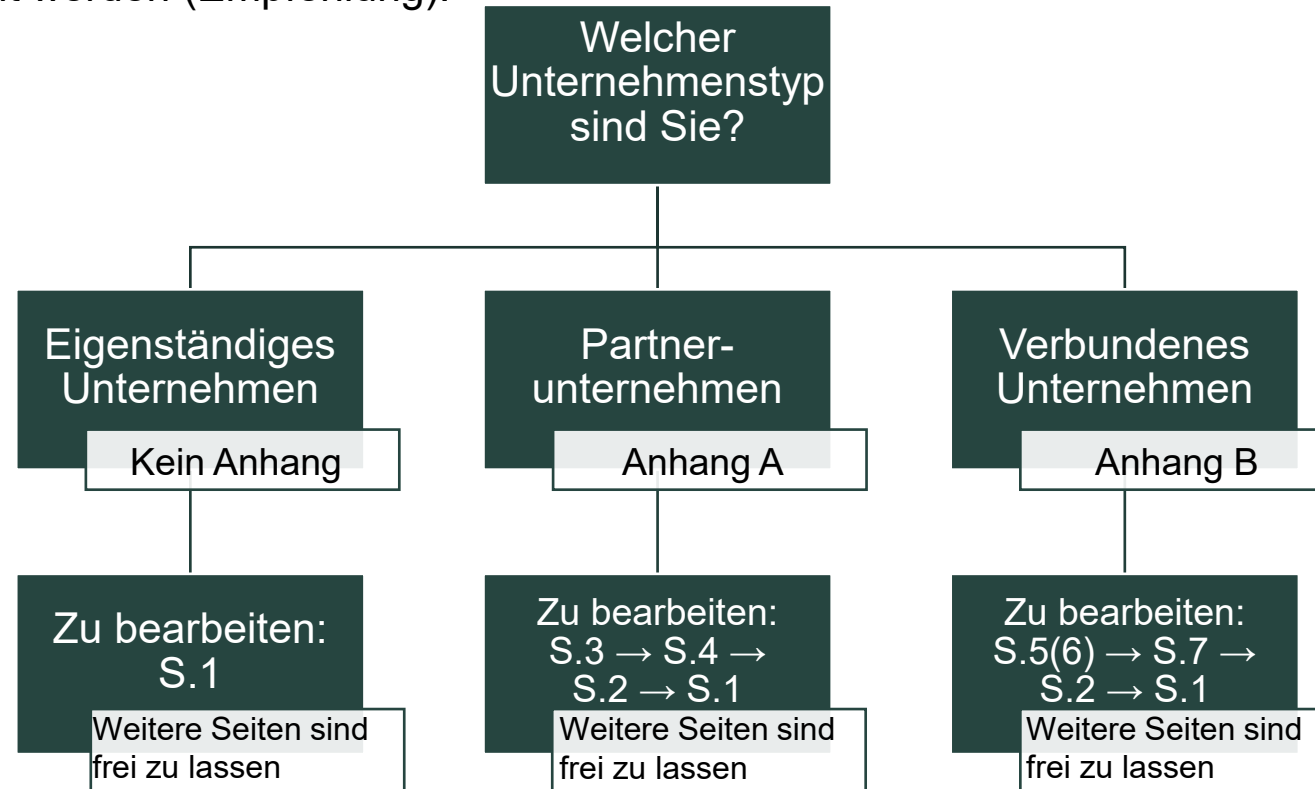 werden (Empfehlung).
Welcher
Unternehmenstyp
sind Sie?
Eigenständiges
Unternehmen
Kein Anhang
Partner-
unternehmen
Anhang A
Verbundenes
Unternehmen
Anhang B
Zu bearbeiten:
S.1
Weitere Seiten sind
frei zu lassen
Zu bearbeiten:
S.3 → S.4 →
S.2 → S.1
Weitere Seiten sind
frei zu lassen
Zu bearbeiten:
S.5(6) → S.7 →
S.2 → S.1
Weitere Seiten sind
frei zu lassen